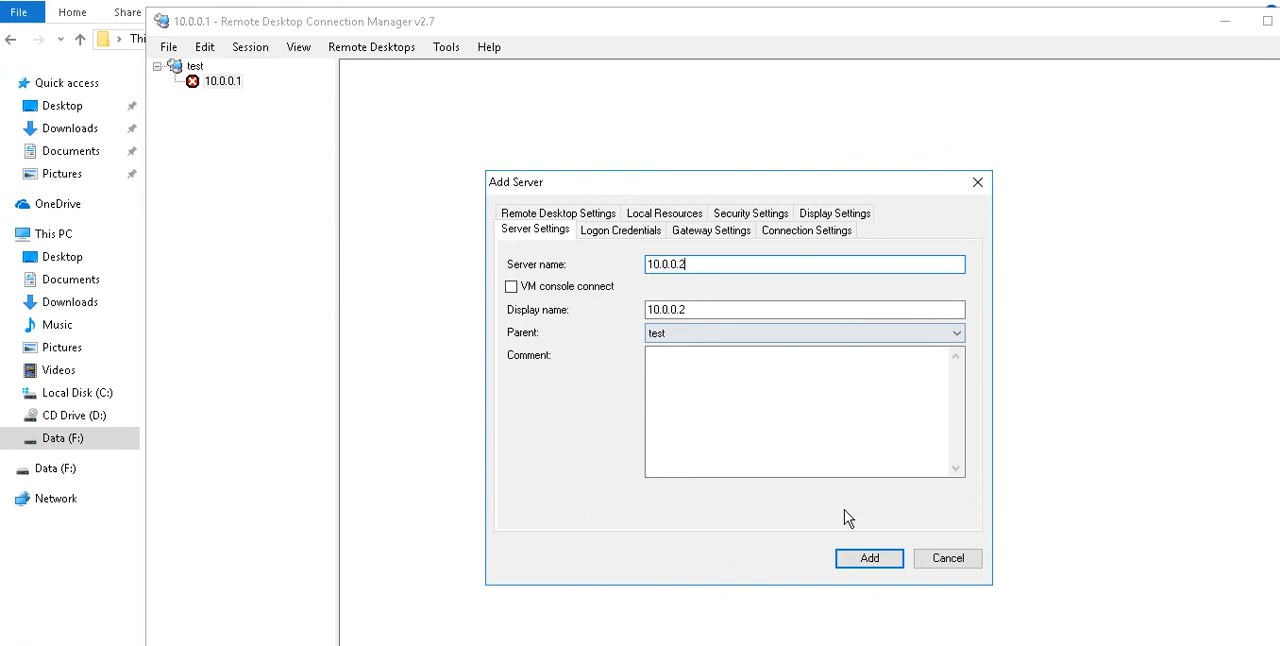 File Home Share
10.0.0.1 - Remote Desktop Connection Manager v2.7
File Edit Session View Remote Desktops Tools Help
test
10.0.0.1
Quick access
Desktop
Downloads
Documents
Pictures
OneDrive
This PC
Desktop
Documents
Downloads
Music
Pictures
Videos
Local Disk (C:)
CD Drive (D:)
Data (F:)
Data (F:)
Network
Add Server
Remote Desktop Settings Local Resources Security Settings Display Settings
Server Settings Logon Credentials Gateway Settings Connection Settings
Server name: 10.0.0.2
VM console connect
Display name: 10.0.0.2
Parent: test
Comment:
Add Cancel